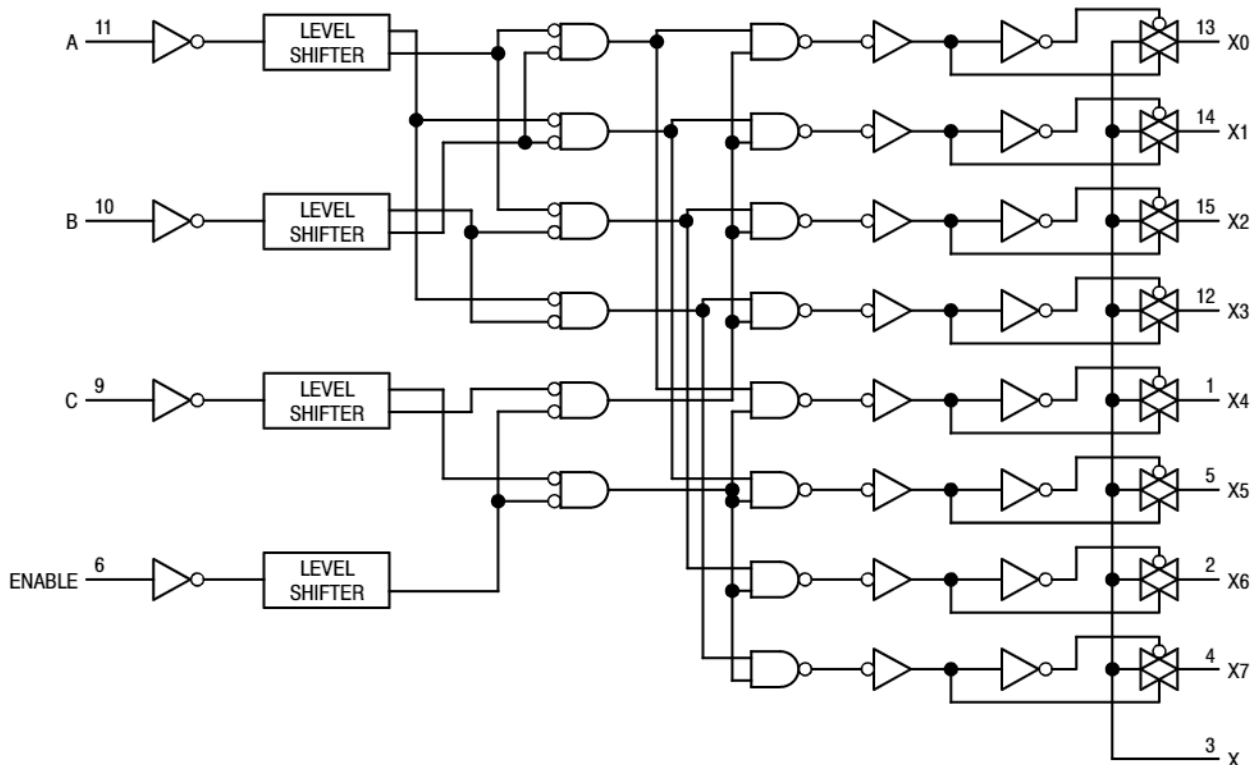 A 11
LEVEL
SHIFTER
13 X0
14 X1
B 10
LEVEL
SHIFTER
15 X2
12 X3
C 9
LEVEL
SHIFTER
1 X4
5 X5
ENABLE 6
LEVEL
SHIFTER
2 X6
4 X7
3 X